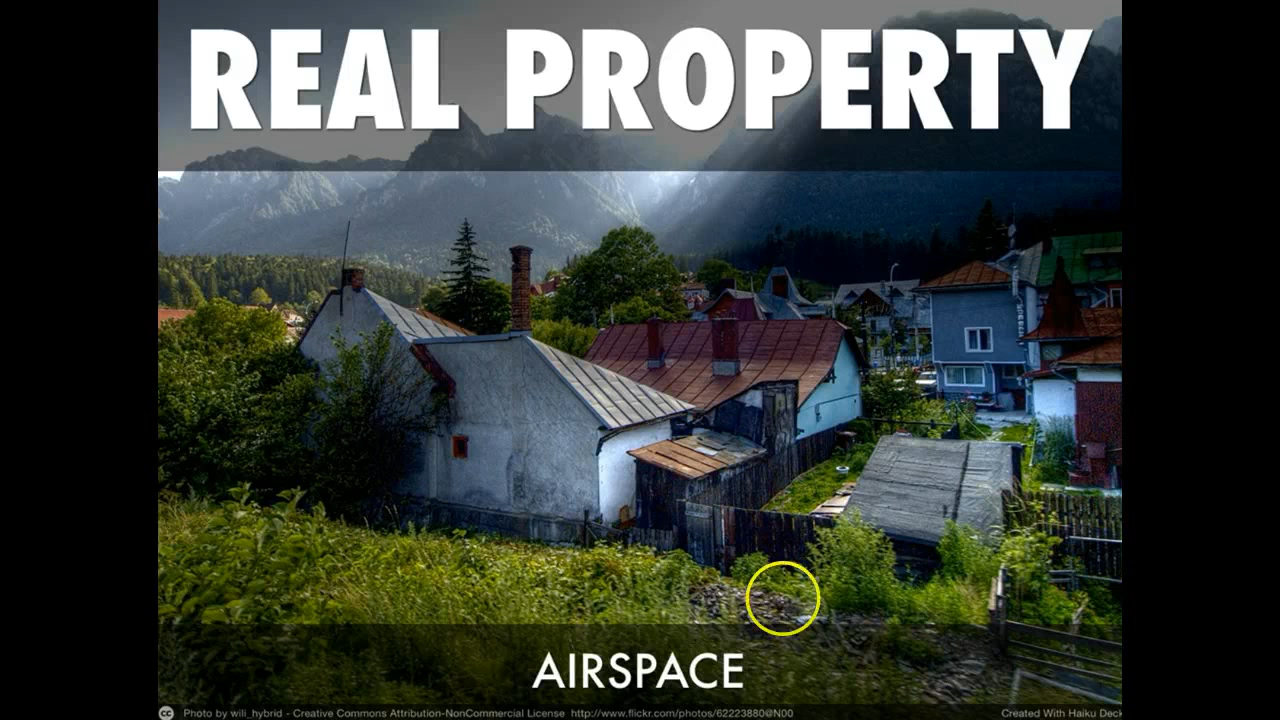 REAL PROPERTY
AIRSPACE
cc Photo by wili_hybrid - Creative Commons Attribution-NonCommercial License http://www.flickr.com/photos/62223880@N00
Created With Haiku Deck